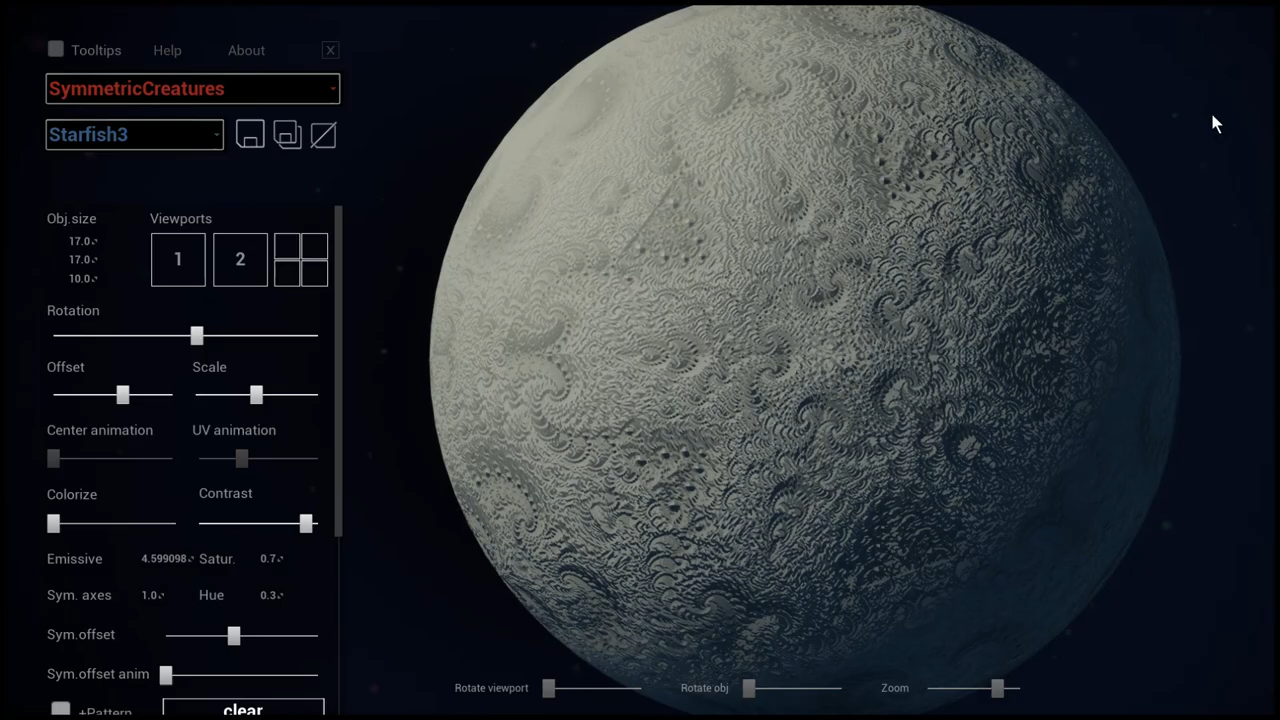 Tooltips Help About X
SymmetricCreatures
Starfish3
Obj.size Viewports
17.0
17.0
10.0
1 2
Rotation
Offset Scale
Center animation UV animation
Colorize Contrast
Emissive 4.599098 Satur. 0.7
Sym. axes 1.0 Hue 0.3
Sym.offset
Sym.offset anim
+Pattern clear
Rotate viewport Rotate obj Zoom